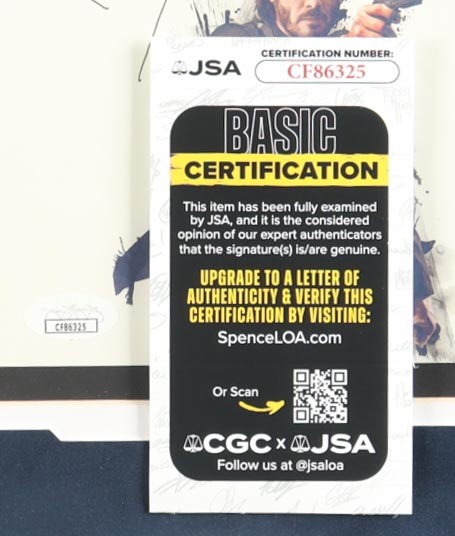 CERTIFICATION NUMBER:
JSA
CF86325
BASIC
CERTIFICATION
This item has been fully examined
by JSA, and it is the considered
opinion of our expert authenticators
that the signature(s) is/are genuine.
UPGRADE TO A LETTER OF
AUTHENTICITY & VERIFY THIS
CERTIFICATION BY VISITING:
SpenceLOA.com
Or Scan
CGC x JSA
Follow us at @jsaloa
CF86325